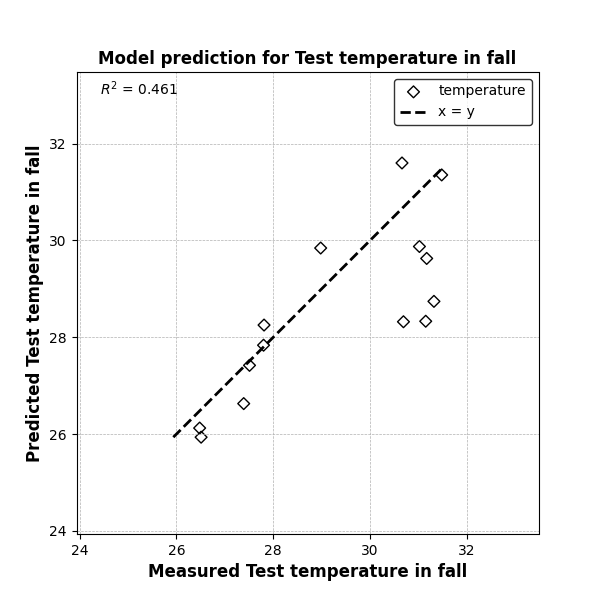 Model prediction for Test temperature in fall
R² = 0.461
temperature
x = y
Predicted Test temperature in fall
32
30
28
26
24
24 26 28 30 32
Measured Test temperature in fall